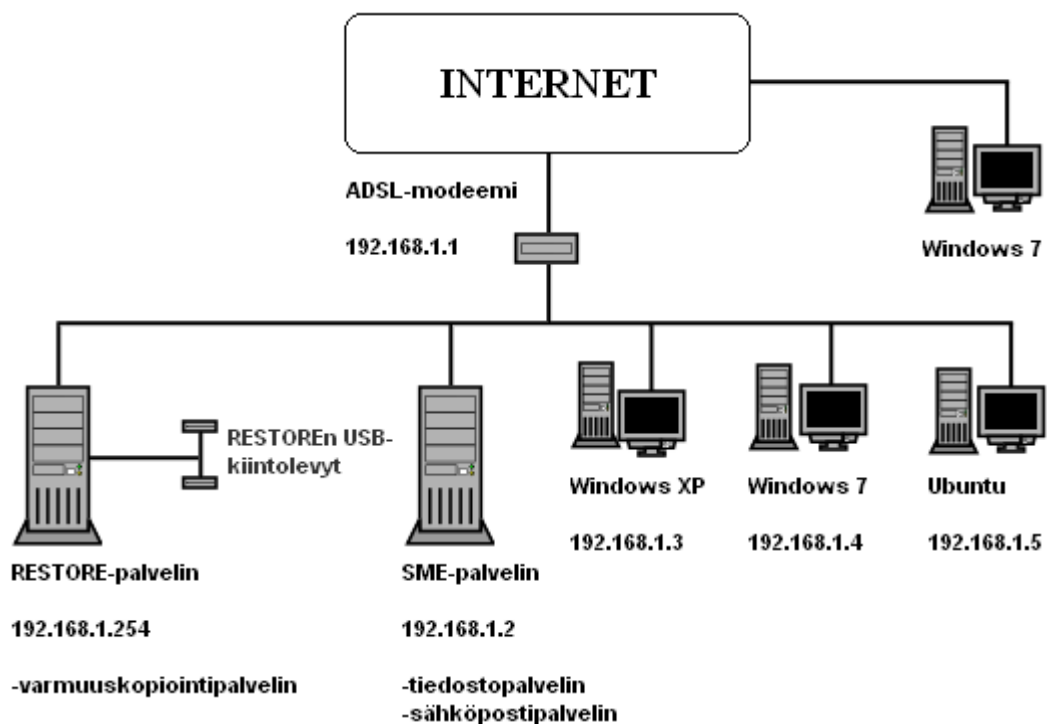 INTERNET
ADSL-modeemi
192.168.1.1
Windows 7
RESTOREn USB-
kiintolevyt
Windows XP
192.168.1.3
Windows 7
192.168.1.4
Ubuntu
192.168.1.5
RESTORE-palvelin
192.168.1.254
-varmuuskopiointipalvelin
SME-palvelin
192.168.1.2
-tiedostopalvelin
-sähköpostipalvelin